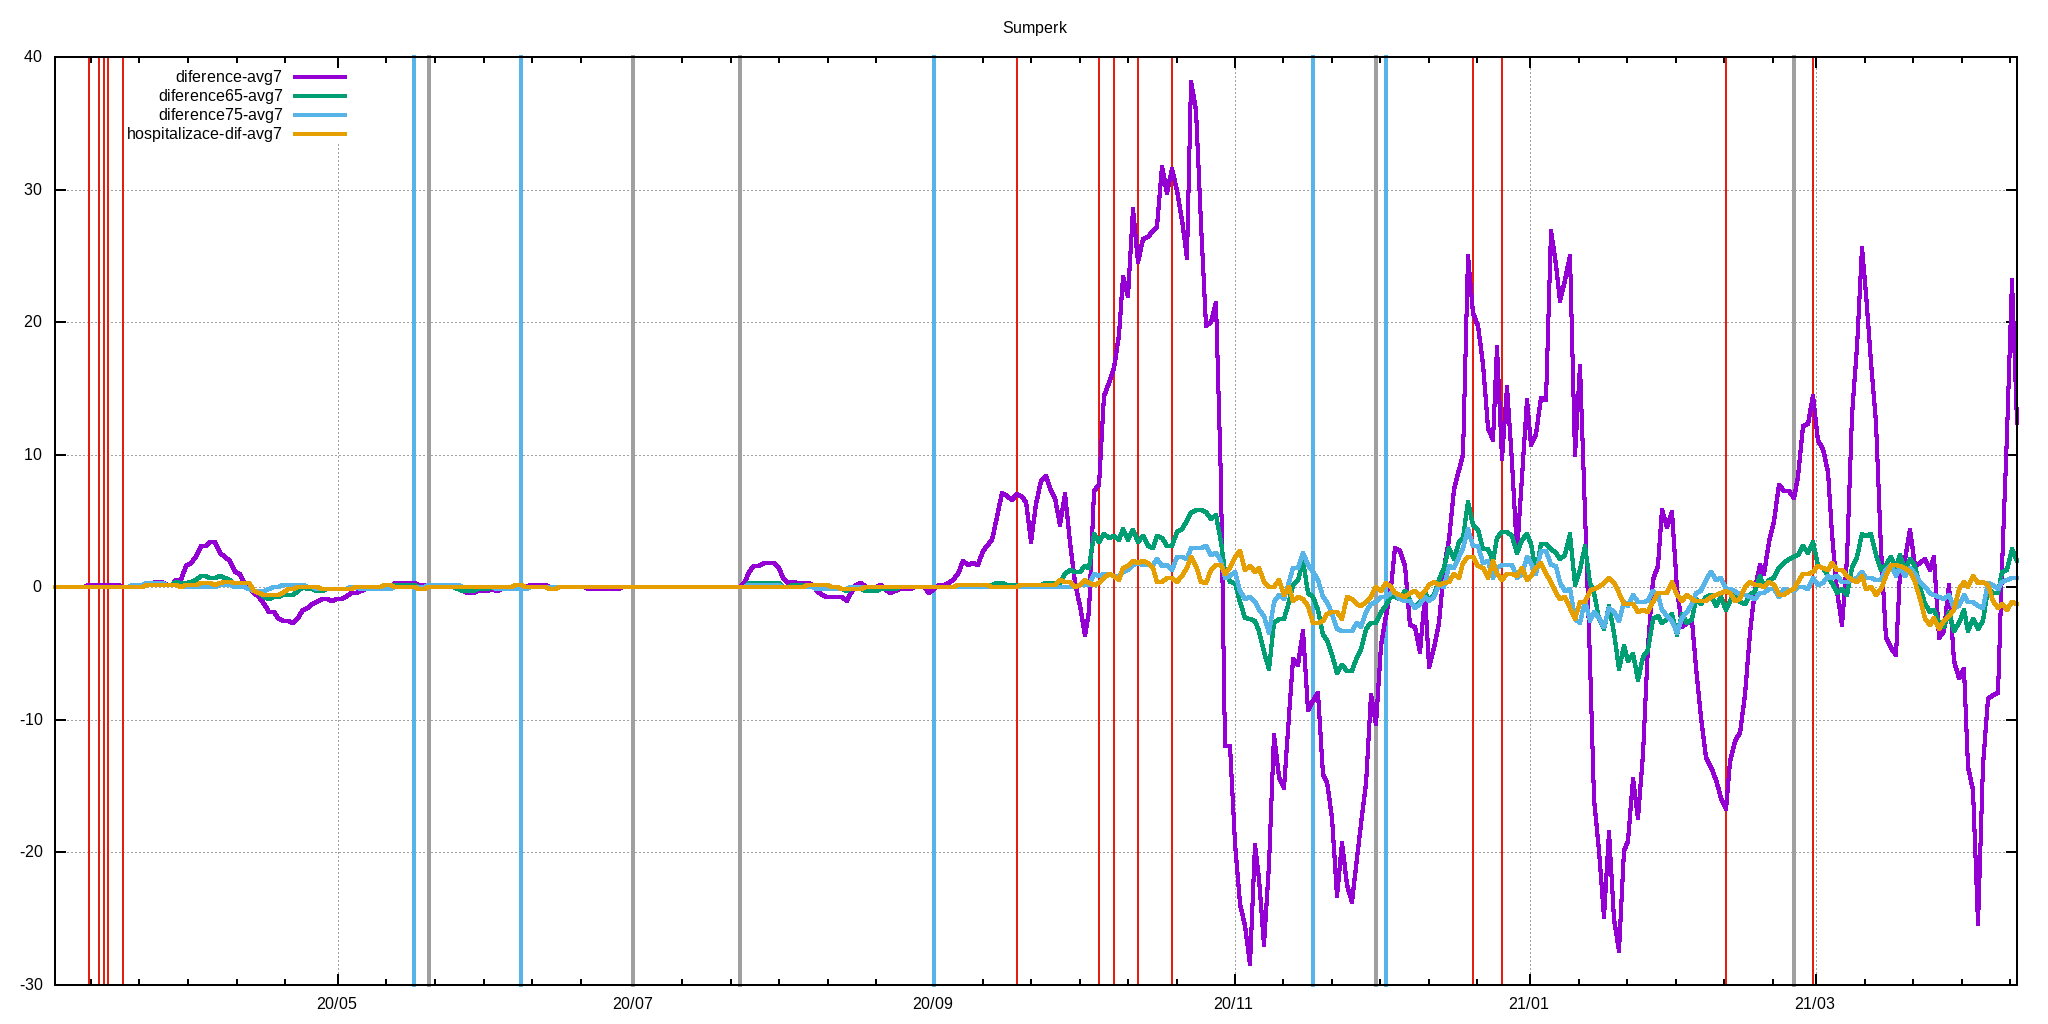 Sumperk
40
30
20
10
0
-10
-20
-30
diference-avg7
diference65-avg7
diference75-avg7
hospitalizace-dif-avg7
20/05 20/07 20/09 20/11 21/01 21/03